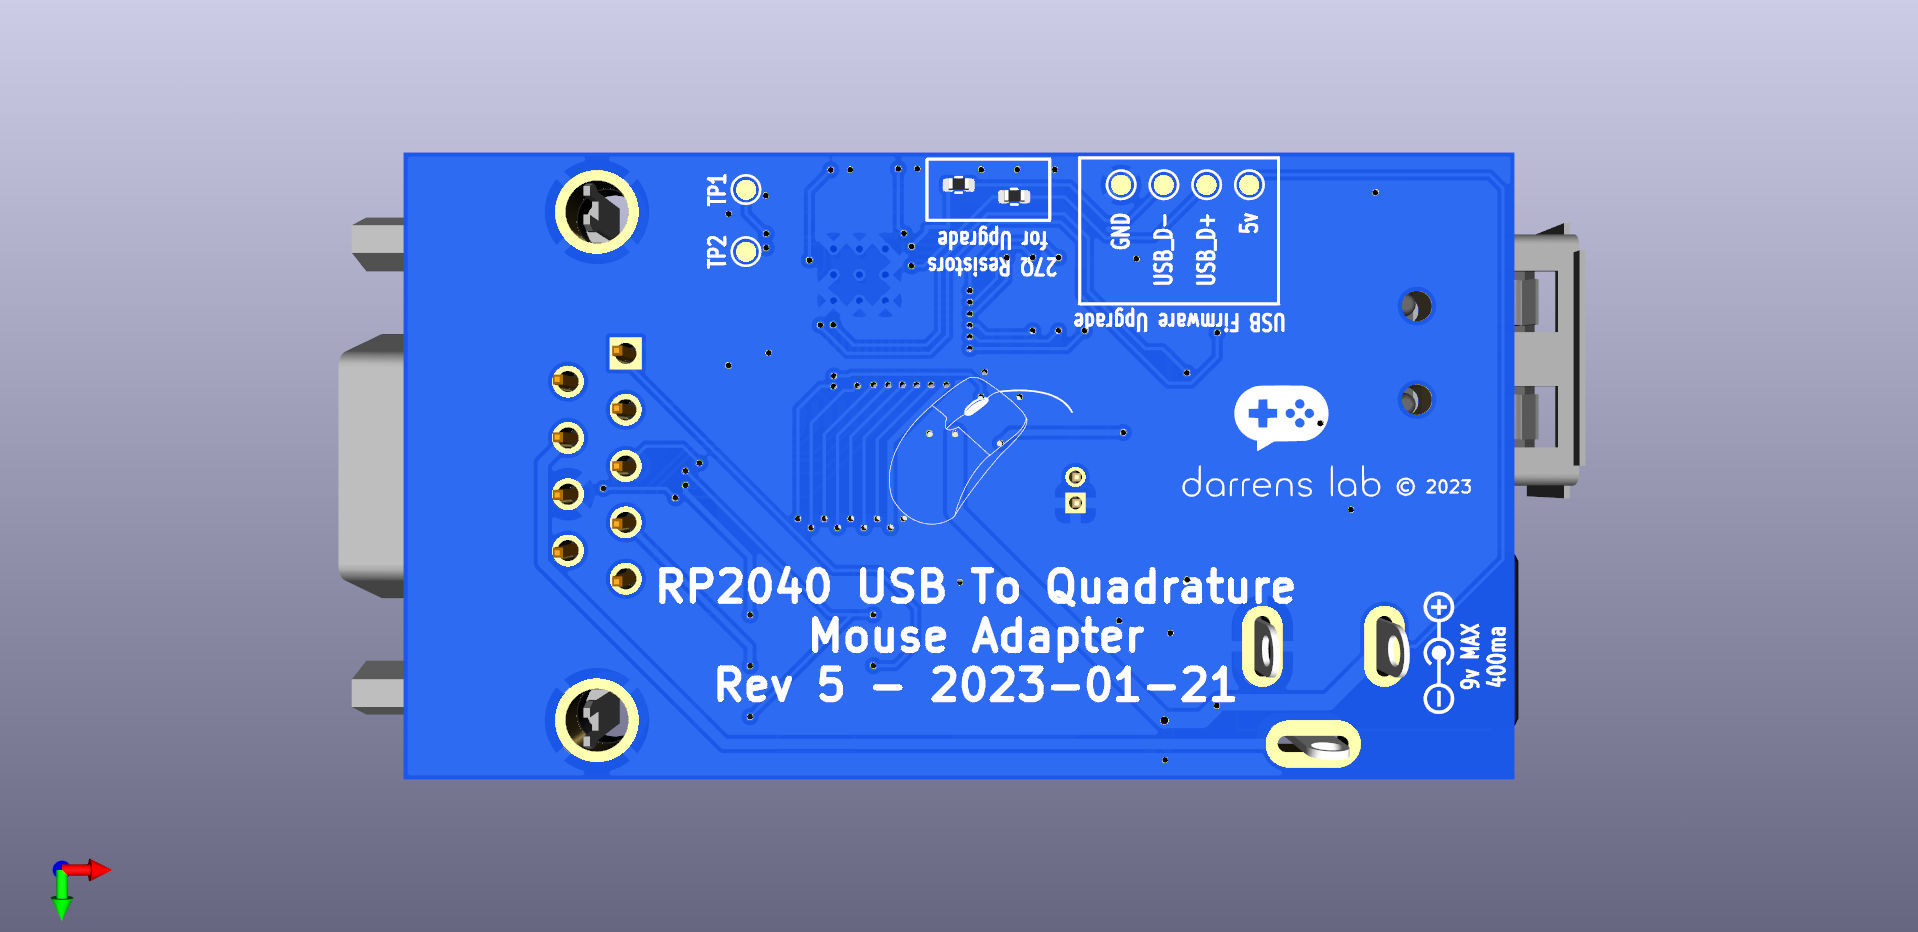 TP1
TP2
27Ω Resistors
for Upgrade
GND
USB_D-
USB_D+
5v
USB Firmware Upgrade
darrens lab © 2023
RP2040 USB To Quadrature
Mouse Adapter
Rev 5 - 2023-01-21
+
-
9v MAX
400ma